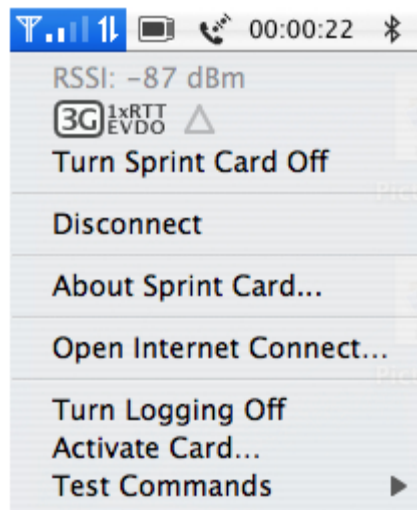 00:00:22
RSSI: -87 dBm
3G 1xRTT EVDO
Turn Sprint Card Off
Disconnect
About Sprint Card...
Open Internet Connect...
Turn Logging Off
Activate Card...
Test Commands